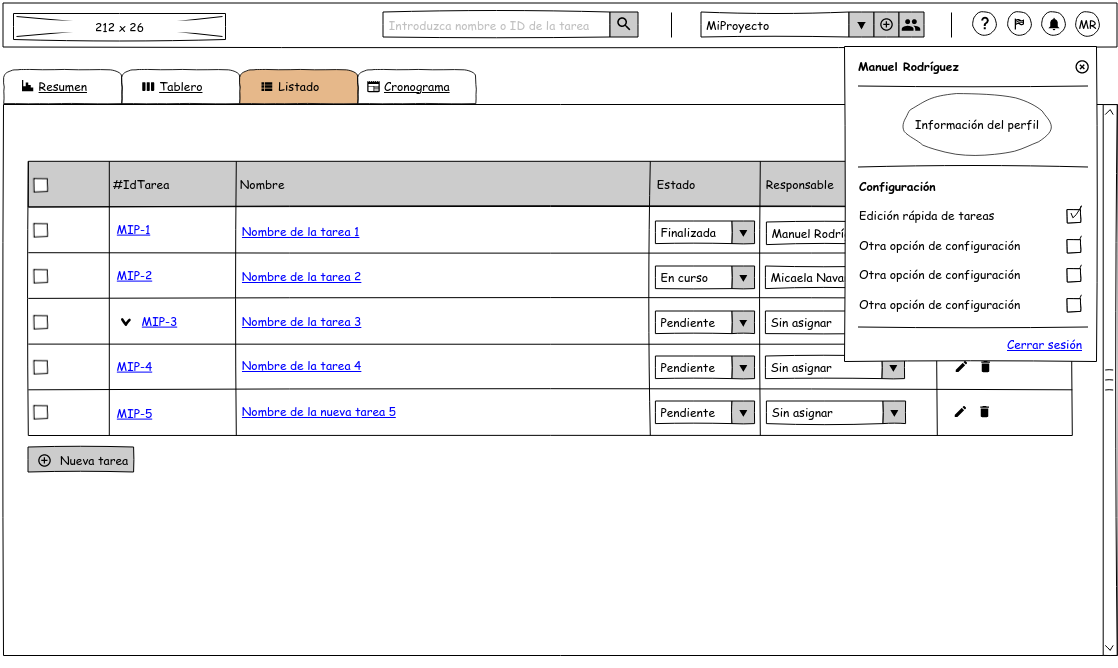 212 x 26
Introduzca nombre o ID de la tarea
MiProyecto
?
MR
Manuel Rodríguez
Información del perfil
Configuración
Edición rápida de tareas
Otra opción de configuración
Otra opción de configuración
Otra opción de configuración
Cerrar sesión
Resumen
Tablero
Listado
Cronograma
#IdTarea
Nombre
Estado
Responsable
MIP-1
Nombre de la tarea 1
Finalizada
Manuel Rodrí
MIP-2
Nombre de la tarea 2
En curso
Micaela Nava
MIP-3
Nombre de la tarea 3
Pendiente
Sin asignar
MIP-4
Nombre de la tarea 4
Pendiente
Sin asignar
MIP-5
Nombre de la nueva tarea 5
Pendiente
Sin asignar
Nueva tarea